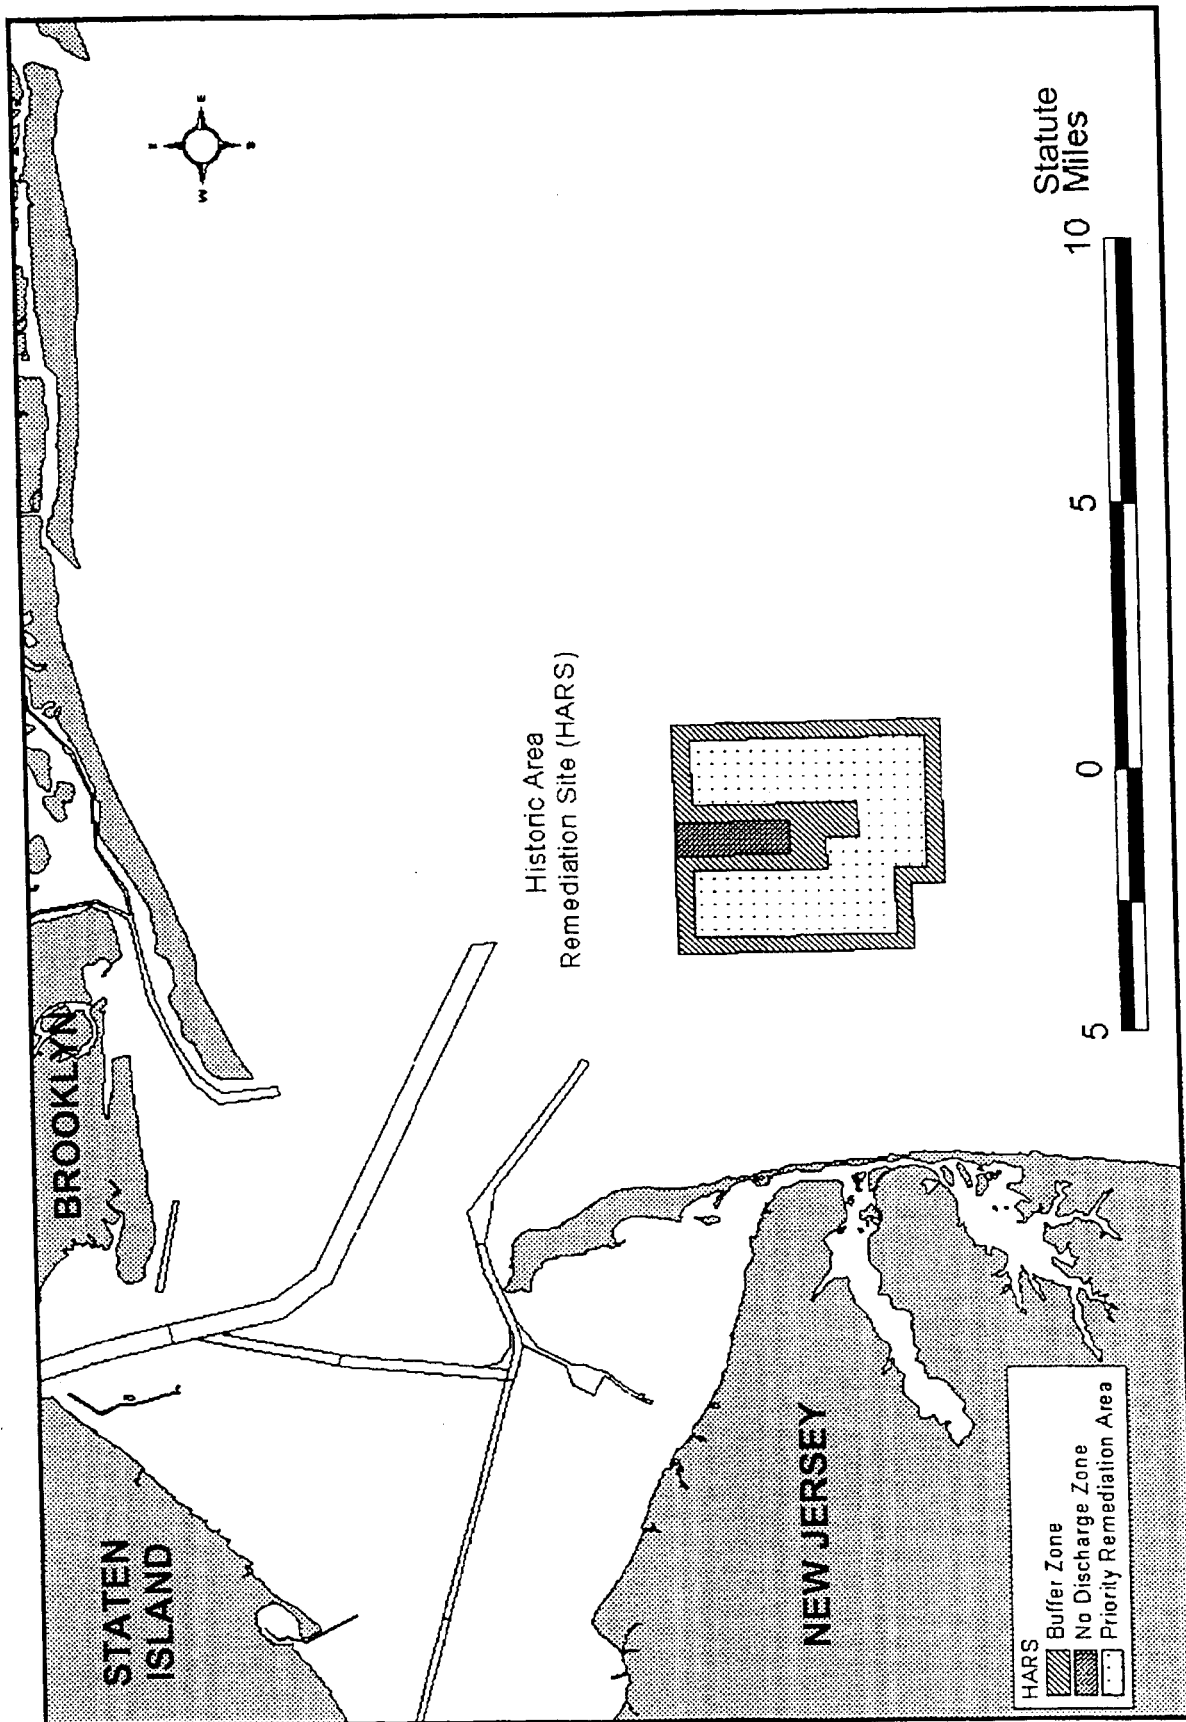 BROOKLYN
N
W
E
S
STATEN
ISLAND
Historic Area
Remediation Site (HARS)
NEW JERSEY
HARS
Buffer Zone
No Discharge Zone
Priority Remediation Area
5
0
5
10
Statute
Miles